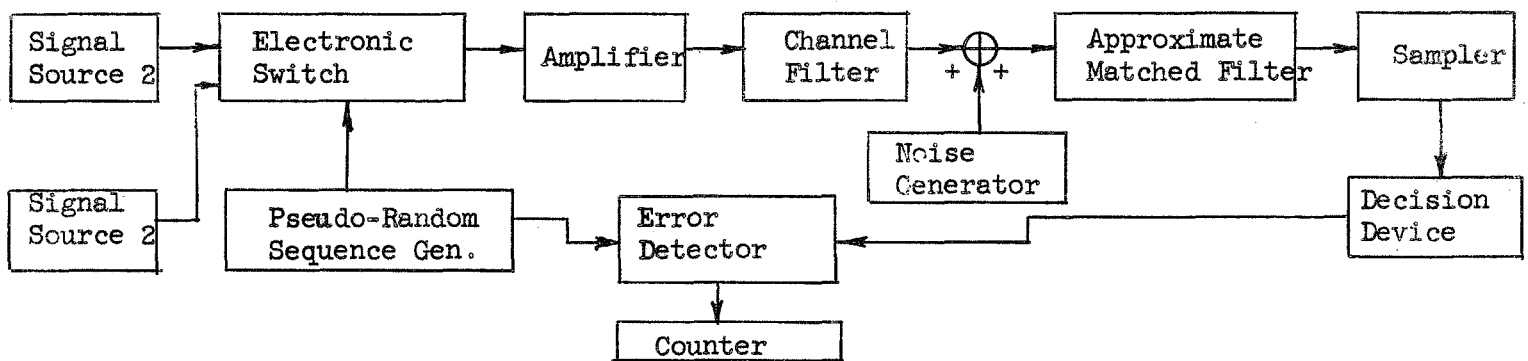 Signal
Source 2
Electronic
Switch
Amplifier
Channel
Filter
+ +
Approximate
Matched Filter
Sampler
Noise
Generator
Signal
Source 2
Pseudo-Random
Sequence Gen.
Error
Detector
Decision
Device
Counter